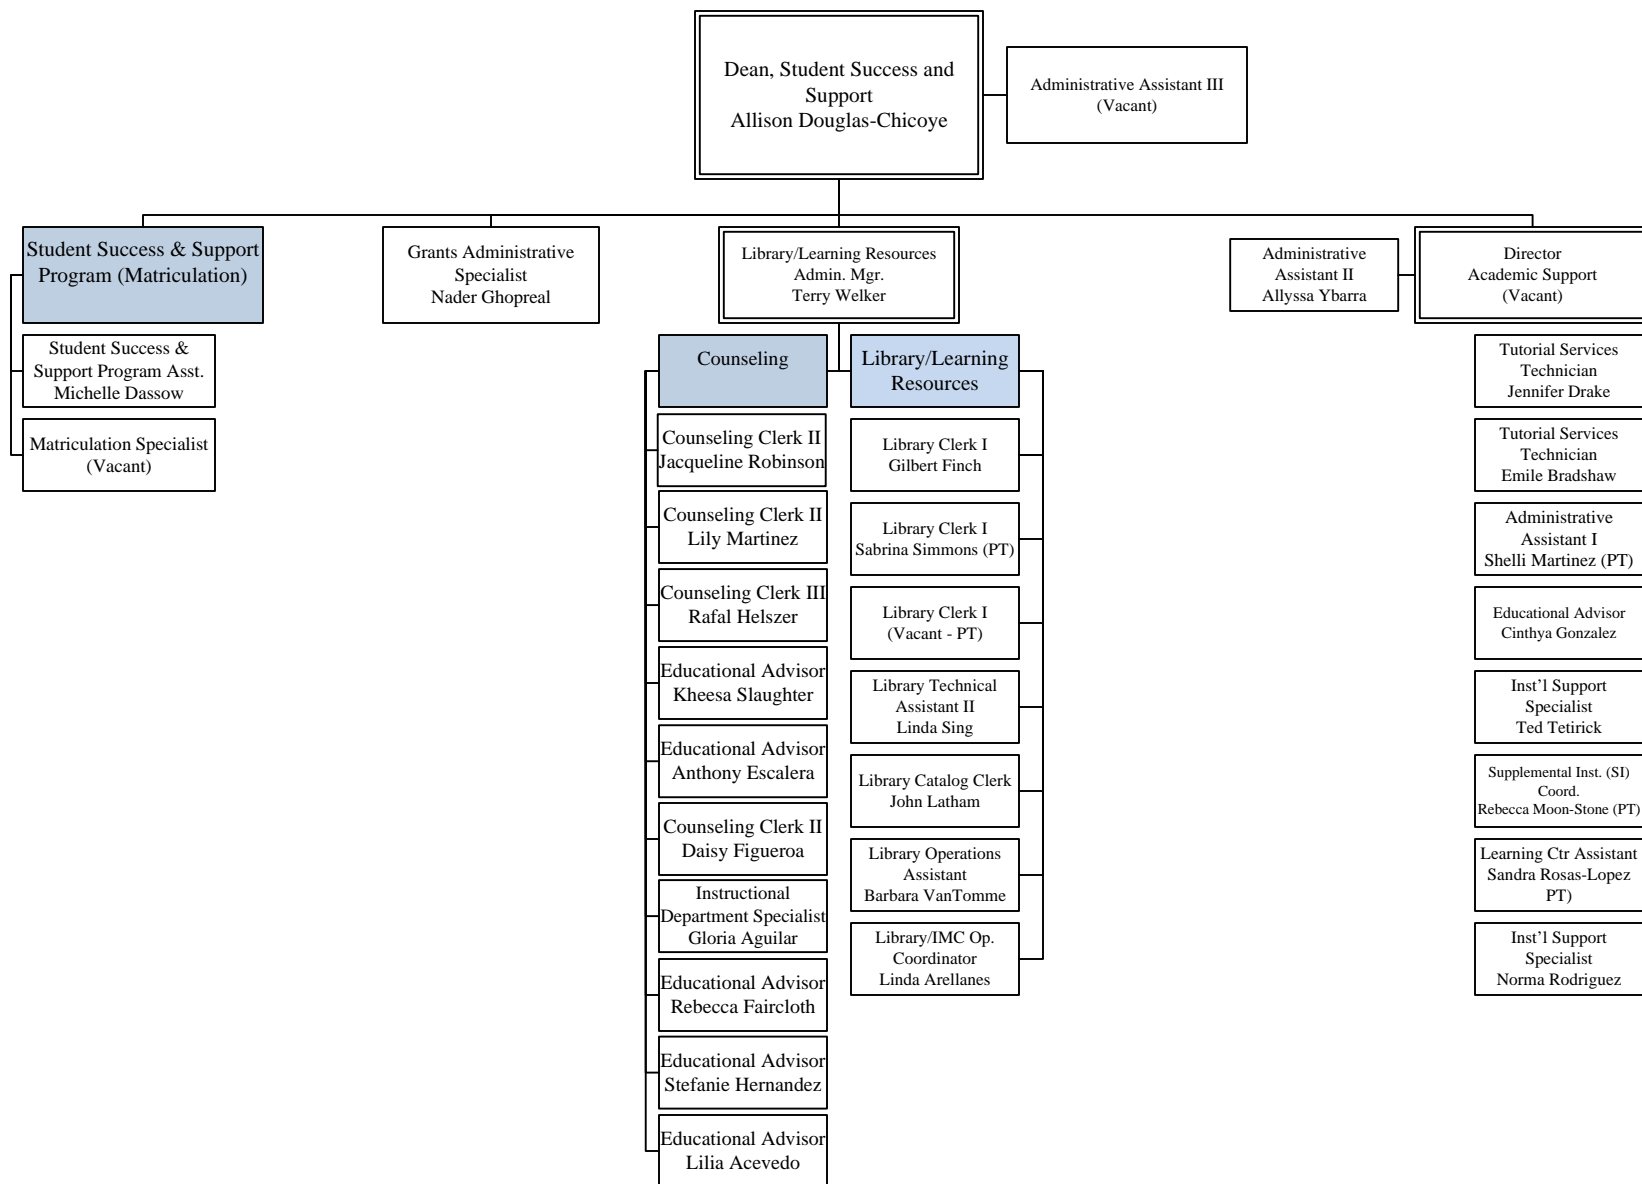 Dean, Student Success and
Support
Allison Douglas-Chicoye
Administrative Assistant III
(Vacant)
Student Success & Support
Program (Matriculation)
Grants Administrative
Specialist
Nader Ghopreal
Library/Learning Resources
Admin. Mgr.
Terry Welker
Administrative
Assistant II
Allyssa Ybarra
Director
Academic Support
(Vacant)
Student Success &
Support Program Asst.
Michelle Dassow
Matriculation Specialist
(Vacant)
Counseling
Counseling Clerk II
Jacqueline Robinson
Counseling Clerk II
Lily Martinez
Counseling Clerk III
Rafal Helszer
Educational Advisor
Kheesa Slaughter
Educational Advisor
Anthony Escalera
Counseling Clerk II
Daisy Figueroa
Instructional
Department Specialist
Gloria Aguilar
Educational Advisor
Rebecca Faircloth
Educational Advisor
Stefanie Hernandez
Educational Advisor
Lilia Acevedo
Library/Learning
Resources
Library Clerk I
Gilbert Finch
Library Clerk I
Sabrina Simmons (PT)
Library Clerk I
(Vacant - PT)
Library Technical
Assistant II
Linda Sing
Library Catalog Clerk
John Latham
Library Operations
Assistant
Barbara VanTomme
Library/IMC Op.
Coordinator
Linda Arellanes
Tutorial Services
Technician
Jennifer Drake
Tutorial Services
Technician
Emile Bradshaw
Administrative
Assistant I
Shelli Martinez (PT)
Educational Advisor
Cinthya Gonzalez
Inst’l Support
Specialist
Ted Tetirick
Supplemental Inst. (SI)
Coord.
Rebecca Moon-Stone (PT)
Learning Ctr Assistant
Sandra Rosas-Lopez
PT)
Inst’l Support
Specialist
Norma Rodriguez